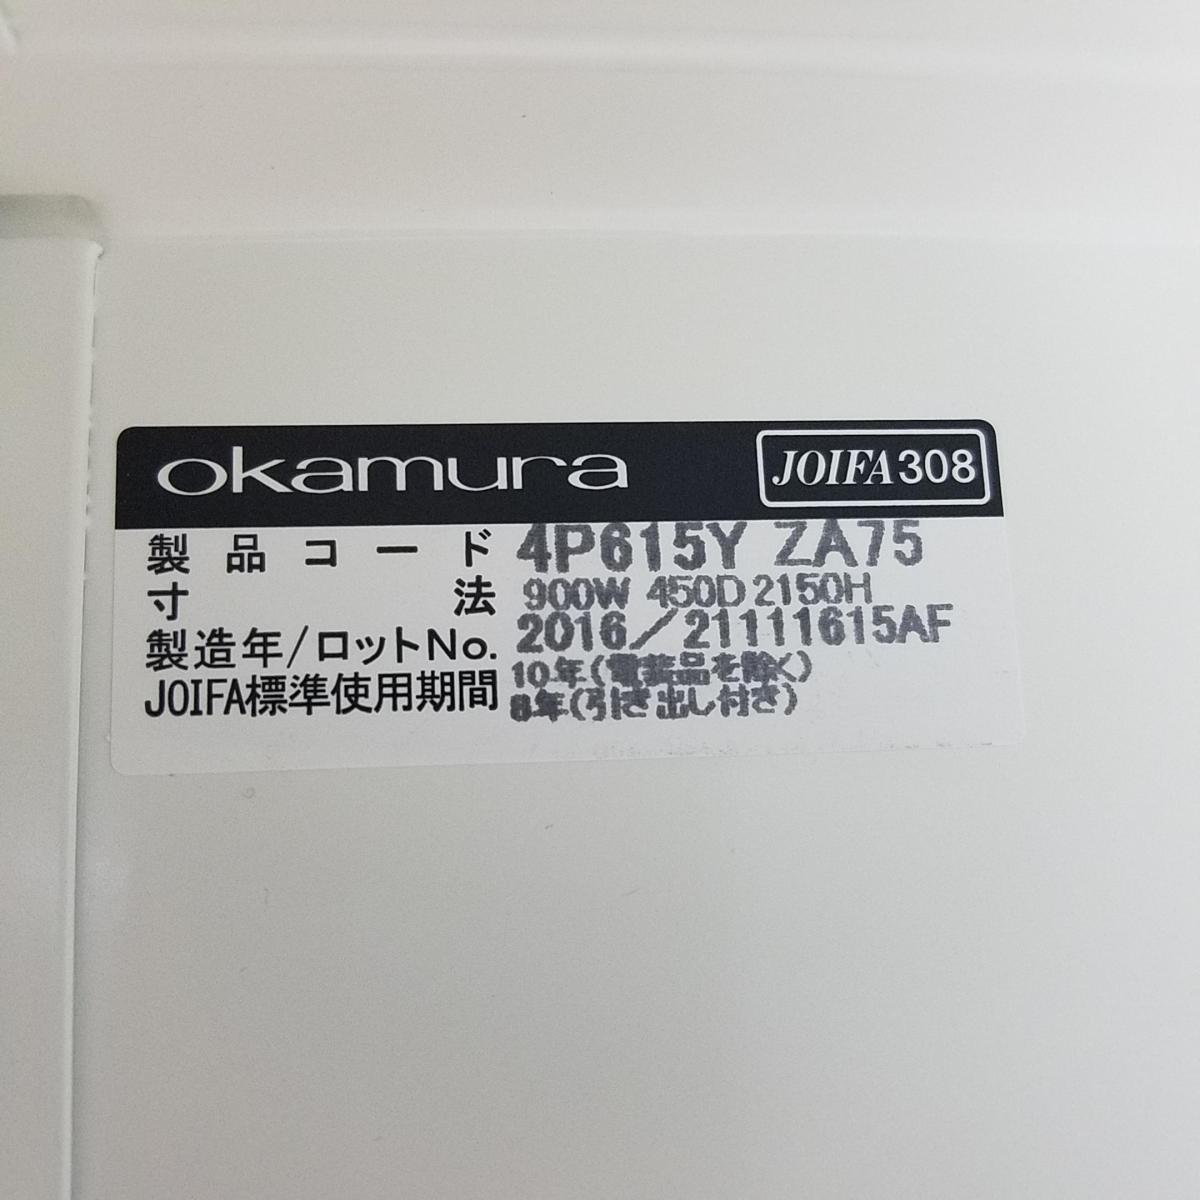 okamura JOIFA308
製品コード 4P615Y ZA75
寸法 900W 450D 2150H
製造年/ロットNo. 2016/21111615AF
JOIFA標準使用期間 10年(電装品を除く)
8年(引き出し付き)